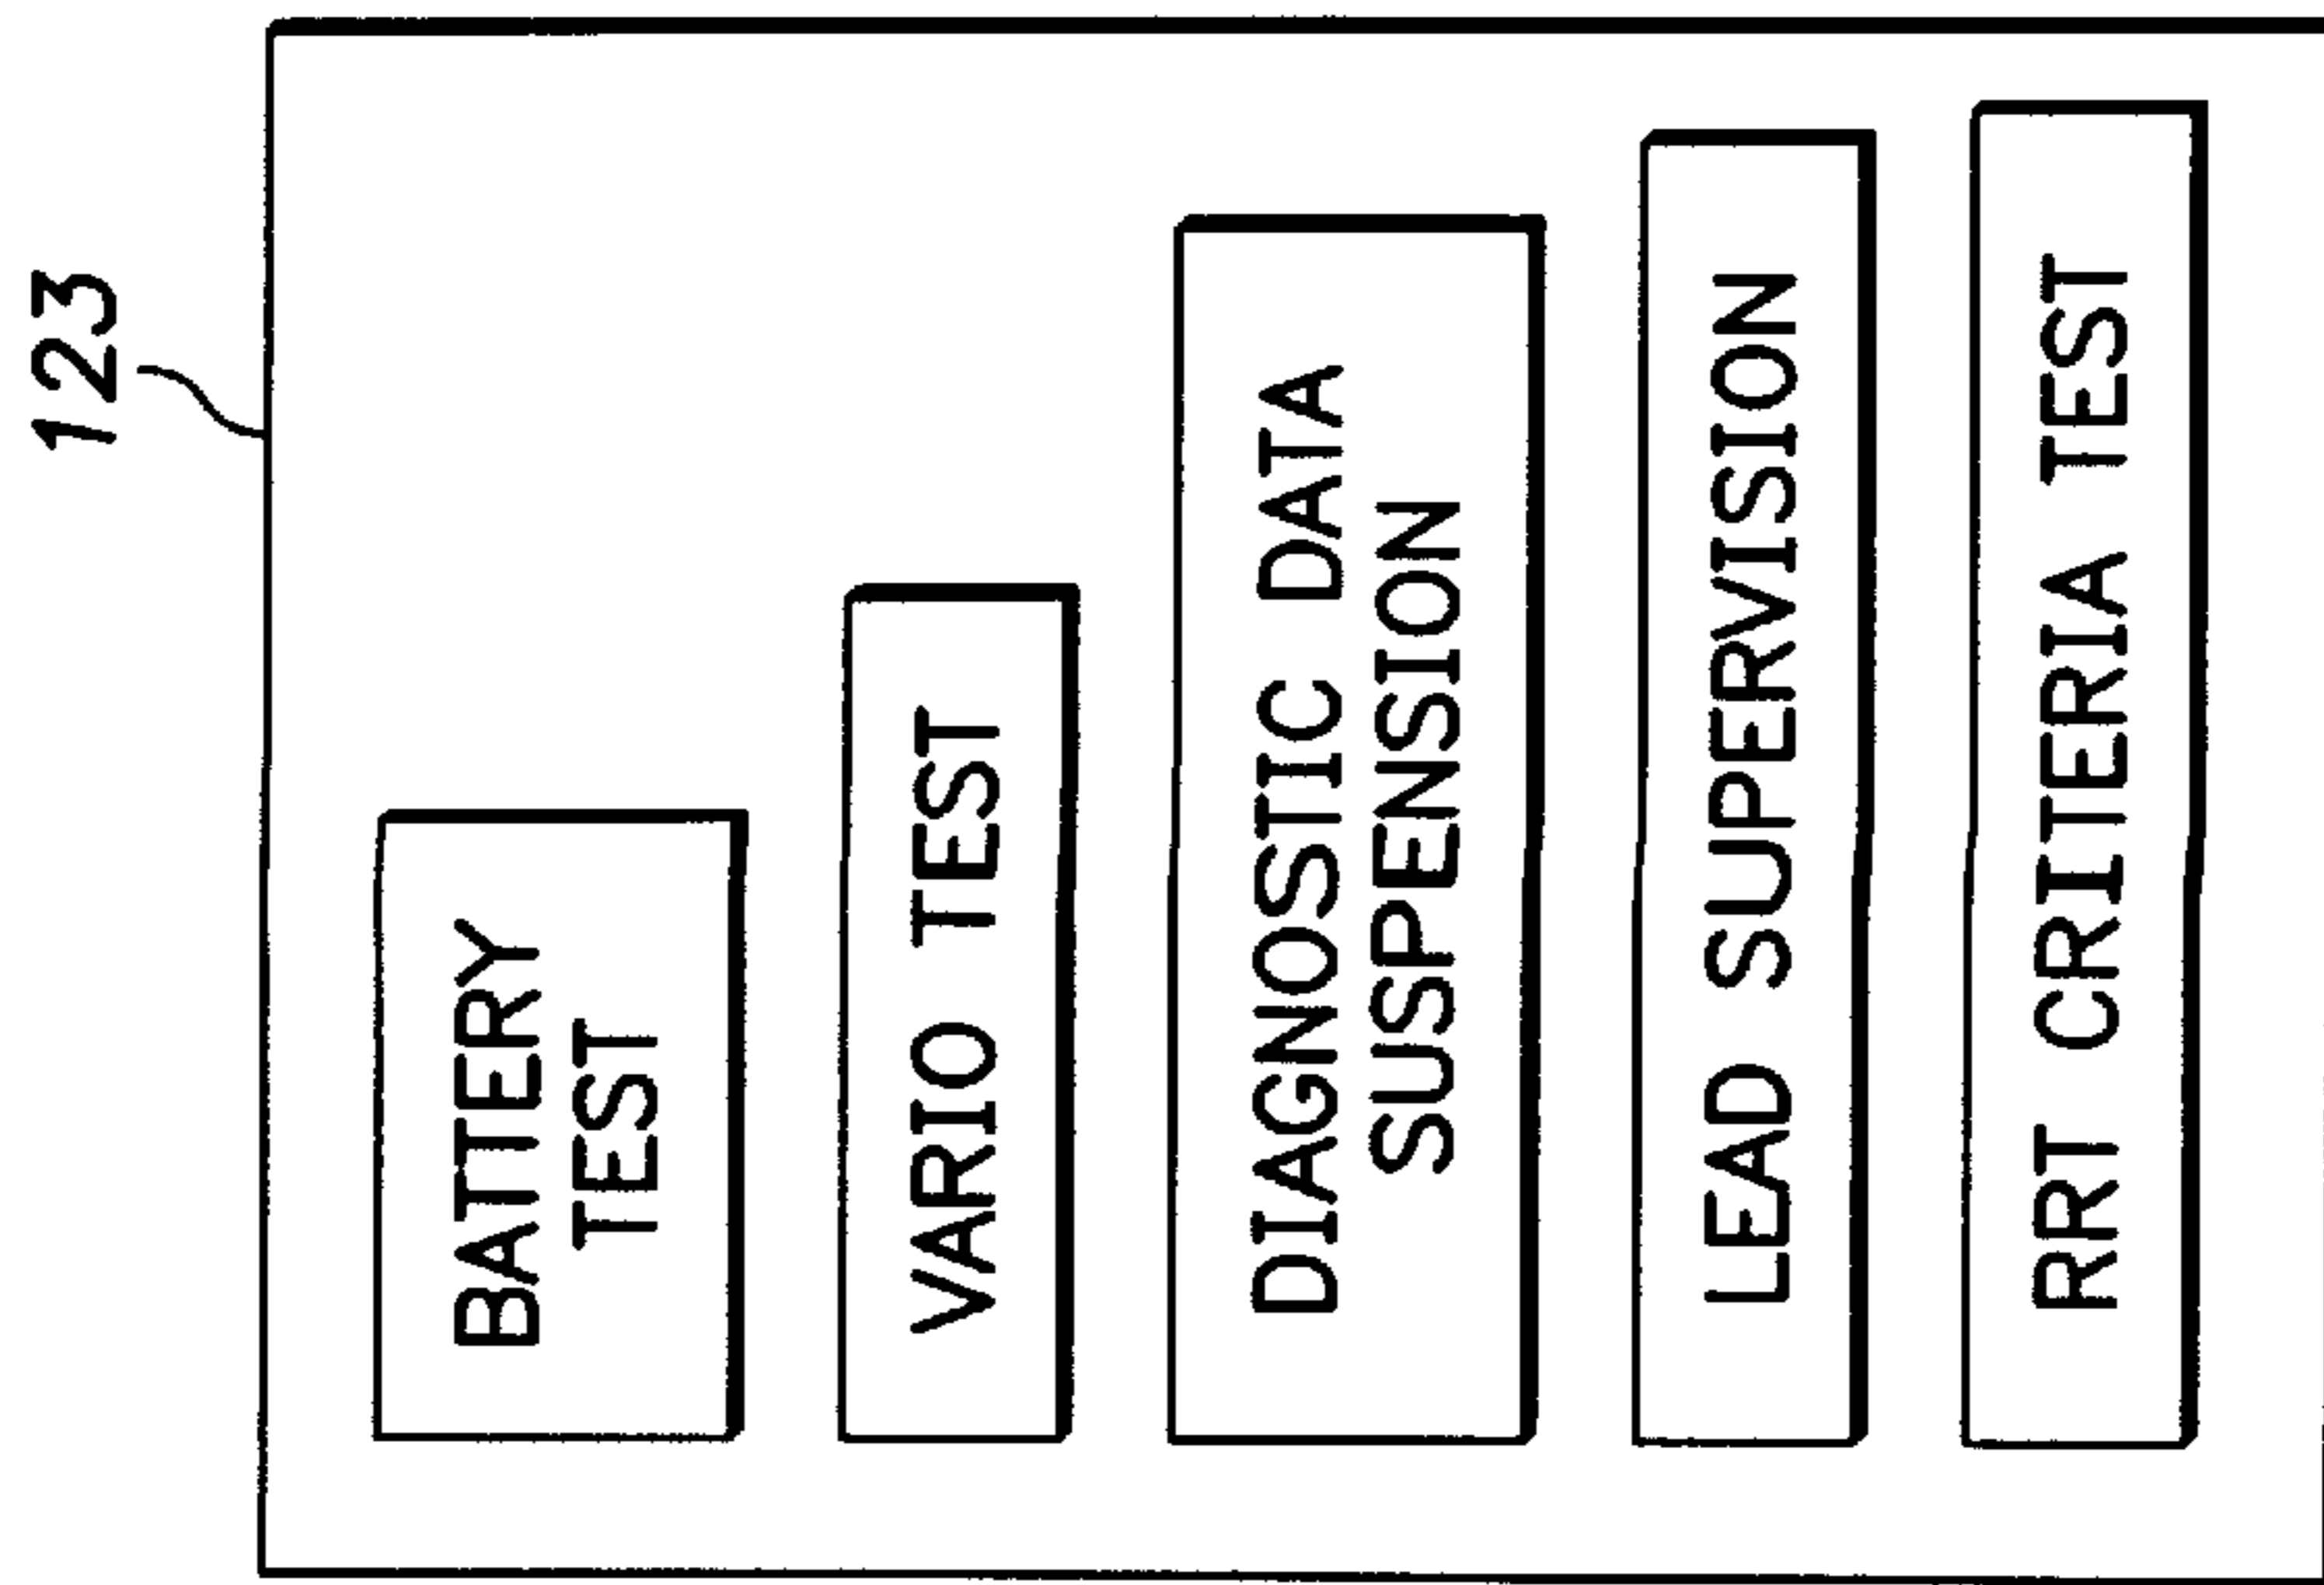 123
BATTERY
TEST
VARIO TEST
DIAGNOSTIC DATA
SUSPENSION
LEAD SUPERVISION
RRT CRITERIA TEST